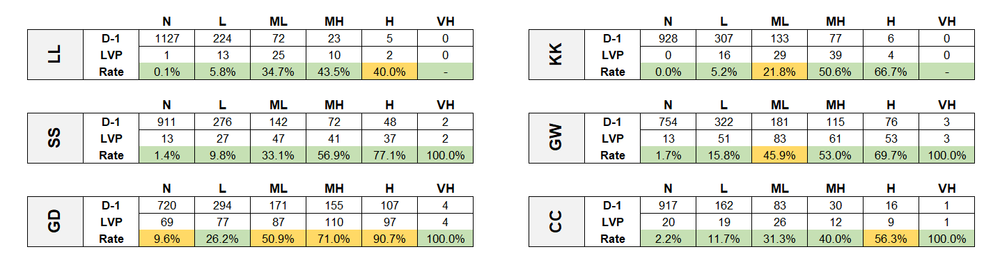 N L ML MH H VH
LL D-1 1127 224 72 23 5 0
LVP 1 13 25 10 2 0
Rate 0.1% 5.8% 34.7% 43.5% 40.0% -
N L ML MH H VH
KK D-1 928 307 133 77 6 0
LVP 0 16 29 39 4 0
Rate 0.0% 5.2% 21.8% 50.6% 66.7% -
N L ML MH H VH
SS D-1 911 276 142 72 48 2
LVP 13 27 47 41 37 2
Rate 1.4% 9.8% 33.1% 56.9% 77.1% 100.0%
N L ML MH H VH
GW D-1 754 322 181 115 76 3
LVP 13 51 83 61 53 3
Rate 1.7% 15.8% 45.9% 53.0% 69.7% 100.0%
N L ML MH H VH
GD D-1 720 294 171 155 107 4
LVP 69 77 87 110 97 4
Rate 9.6% 26.2% 50.9% 71.0% 90.7% 100.0%
N L ML MH H VH
CC D-1 917 162 83 30 16 1
LVP 20 19 26 12 9 1
Rate 2.2% 11.7% 31.3% 40.0% 56.3% 100.0%